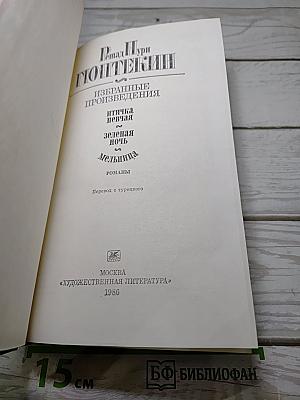 Решад Нури
ГЮНТЕКИН
ИЗБРАННЫЕ
ПРОИЗВЕДЕНИЯ
ПТИЧКА
ПЕВЧАЯ
ЗЕЛЕНАЯ
НОЧЬ
МЕЛЬНИЦА
РОМАНЫ
Перевод с турецкого
МОСКВА
«ХУДОЖЕСТВЕННАЯ ЛИТЕРАТУРА»
1986
15 см
БФ БИБЛИОФАН